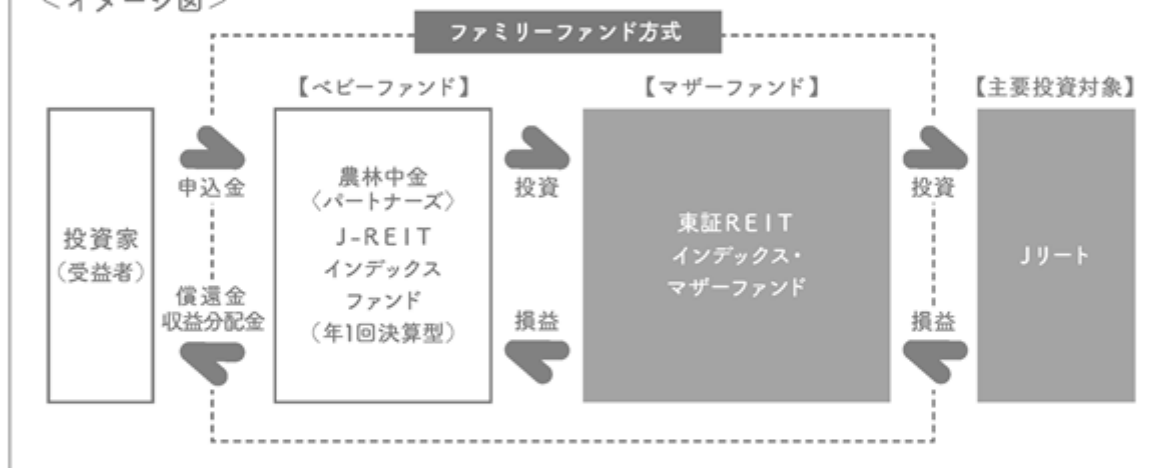 ＜イメージ図＞
ファミリーファンド方式
【ベビーファンド】
【マザーファンド】
【主要投資対象】
投資家
（受益者）
申込金
償還金
収益分配金
農林中金
〈パートナーズ〉
J-REIT
インデックス
ファンド
（年1回決算型）
投資
損益
東証REIT
インデックス・
マザーファンド
投資
損益
Jリート